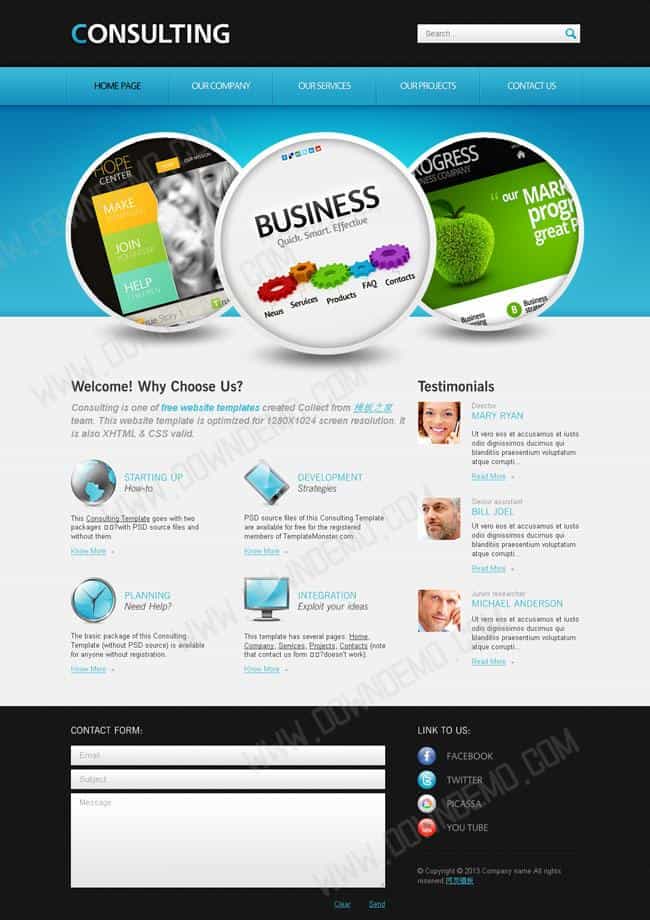 CONSULTING
Search...
HOME PAGE
OUR COMPANY
OUR SERVICES
OUR PROJECTS
CONTACT US
HOPE
CENTER
OUR MISSION
MAKE
JOIN
HELP
BUSINESS
Quick. Smart. Effective.
News
Services
Products
FAQ
Contacts
PROGRESS
BUSINESS COMPANY
“ our MARK
progr
great P
Business
Business
Welcome! Why Choose Us?
Consulting is one of free website templates created Collect from 模板之家
team. This website template is optimized for 1280X1024 screen resolution. It
is also XHTML & CSS valid.
STARTING UP
How-to
This Consulting Template goes with two
packages □□?with PSD source files and
without them.
Know More
DEVELOPMENT
Strategies
PSD source files of this Consulting Template
are available for free for the registered
members of TemplateMonster.com.
Know More
PLANNING
Need Help?
The basic package of this Consulting
Template (without PSD source) is available
for anyone without registration.
Know More
INTEGRATION
Exploit your ideas
This template has several pages: Home,
Company, Services, Projects, Contacts (note
that contact us form □□?doesn't work).
Know More
Testimonials
Director
MARY RYAN
Ut vero eos et accusamus et iusto
odio dignissimos ducimus qui
blanditiis praesentium voluptatum
atque corrupti...
Read More
Senior assistant
BILL JOEL
Ut vero eos et accusamus et iusto
odio dignissimos ducimus qui
blanditiis praesentium voluptatum
atque corrupti...
Read More
Junior researcher
MICHAEL ANDERSON
Ut vero eos et accusamus et iusto
odio dignissimos ducimus qui
blanditiis praesentium voluptatum
atque corrupti...
Read More
CONTACT FORM:
Email
Subject
Message
Clear
Send
LINK TO US:
FACEBOOK
TWITTER
PICASSA
YOU TUBE
© Copyright © 2013.Company name All rights
reserved.网页模板
WWW.DOWNDEMO.COM